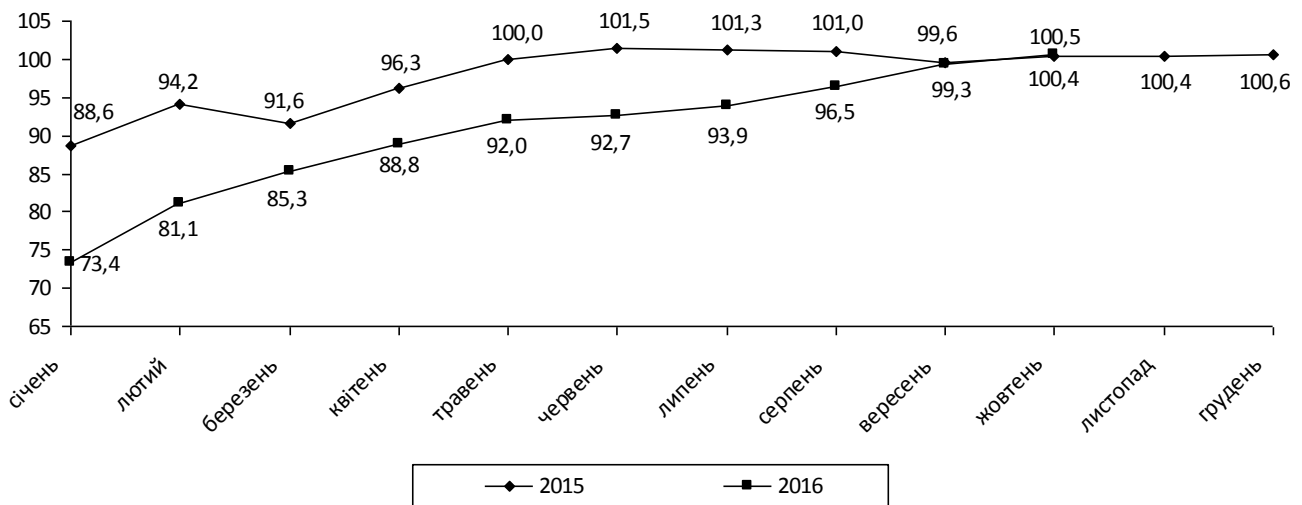 105
100
95
90
85
80
75
70
65
88,6
94,2
91,6
96,3
100,0
101,5
101,3
101,0
99,6
100,4
100,4
100,6
73,4
81,1
85,3
88,8
92,0
92,7
93,9
96,5
99,3
100,5
січень
лютий
березень
квітень
травень
червень
липень
серпень
вересень
жовтень
листопад
грудень
2015
2016